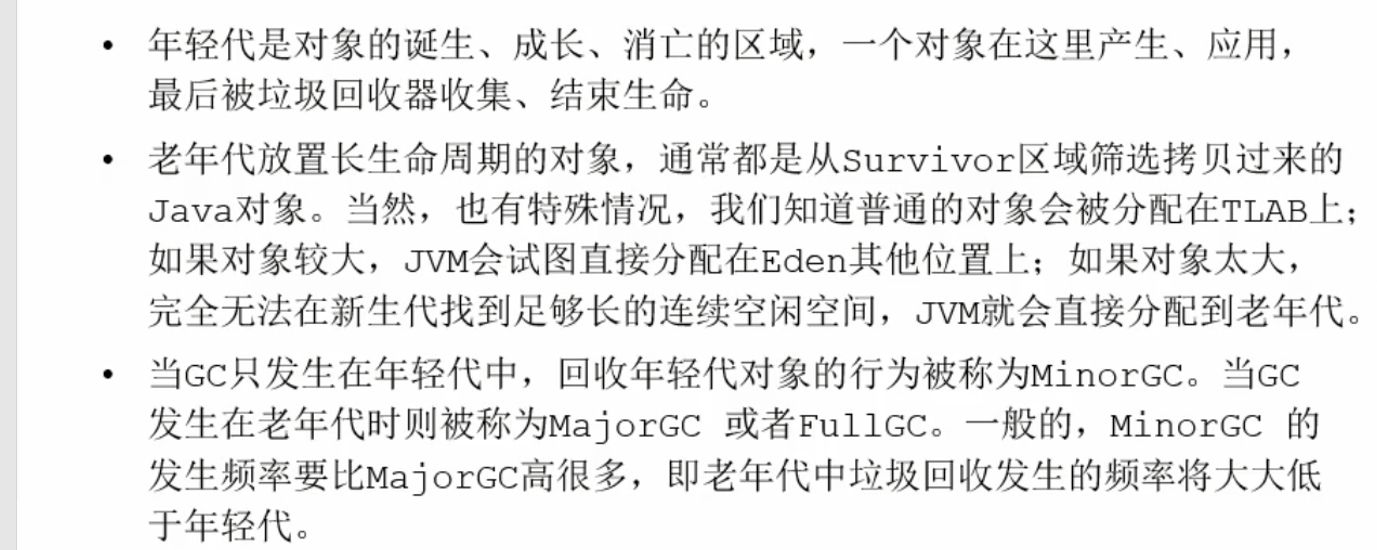 • 年轻代是对象的诞生、成长、消亡的区域，一个对象在这里产生、应用，
最后被垃圾回收器收集、结束生命。
• 老年代放置长生命周期的对象，通常都是从Survivor区域筛选拷贝过来的
Java对象。当然，也有特殊情况，我们知道普通的对象会被分配在TLAB上；
如果对象较大，JVM会试图直接分配在Eden其他位置上；如果对象太大，
完全无法在新生代找到足够长的连续空闲空间，JVM就会直接分配到老年代。
• 当GC只发生在年轻代中，回收年轻代对象的行为被称为MinorGC。当GC
发生在老年代时则被称为MajorGC 或者FullGC。一般的，MinorGC 的
发生频率要比MajorGC高很多，即老年代中垃圾回收发生的频率将大大低
于年轻代。